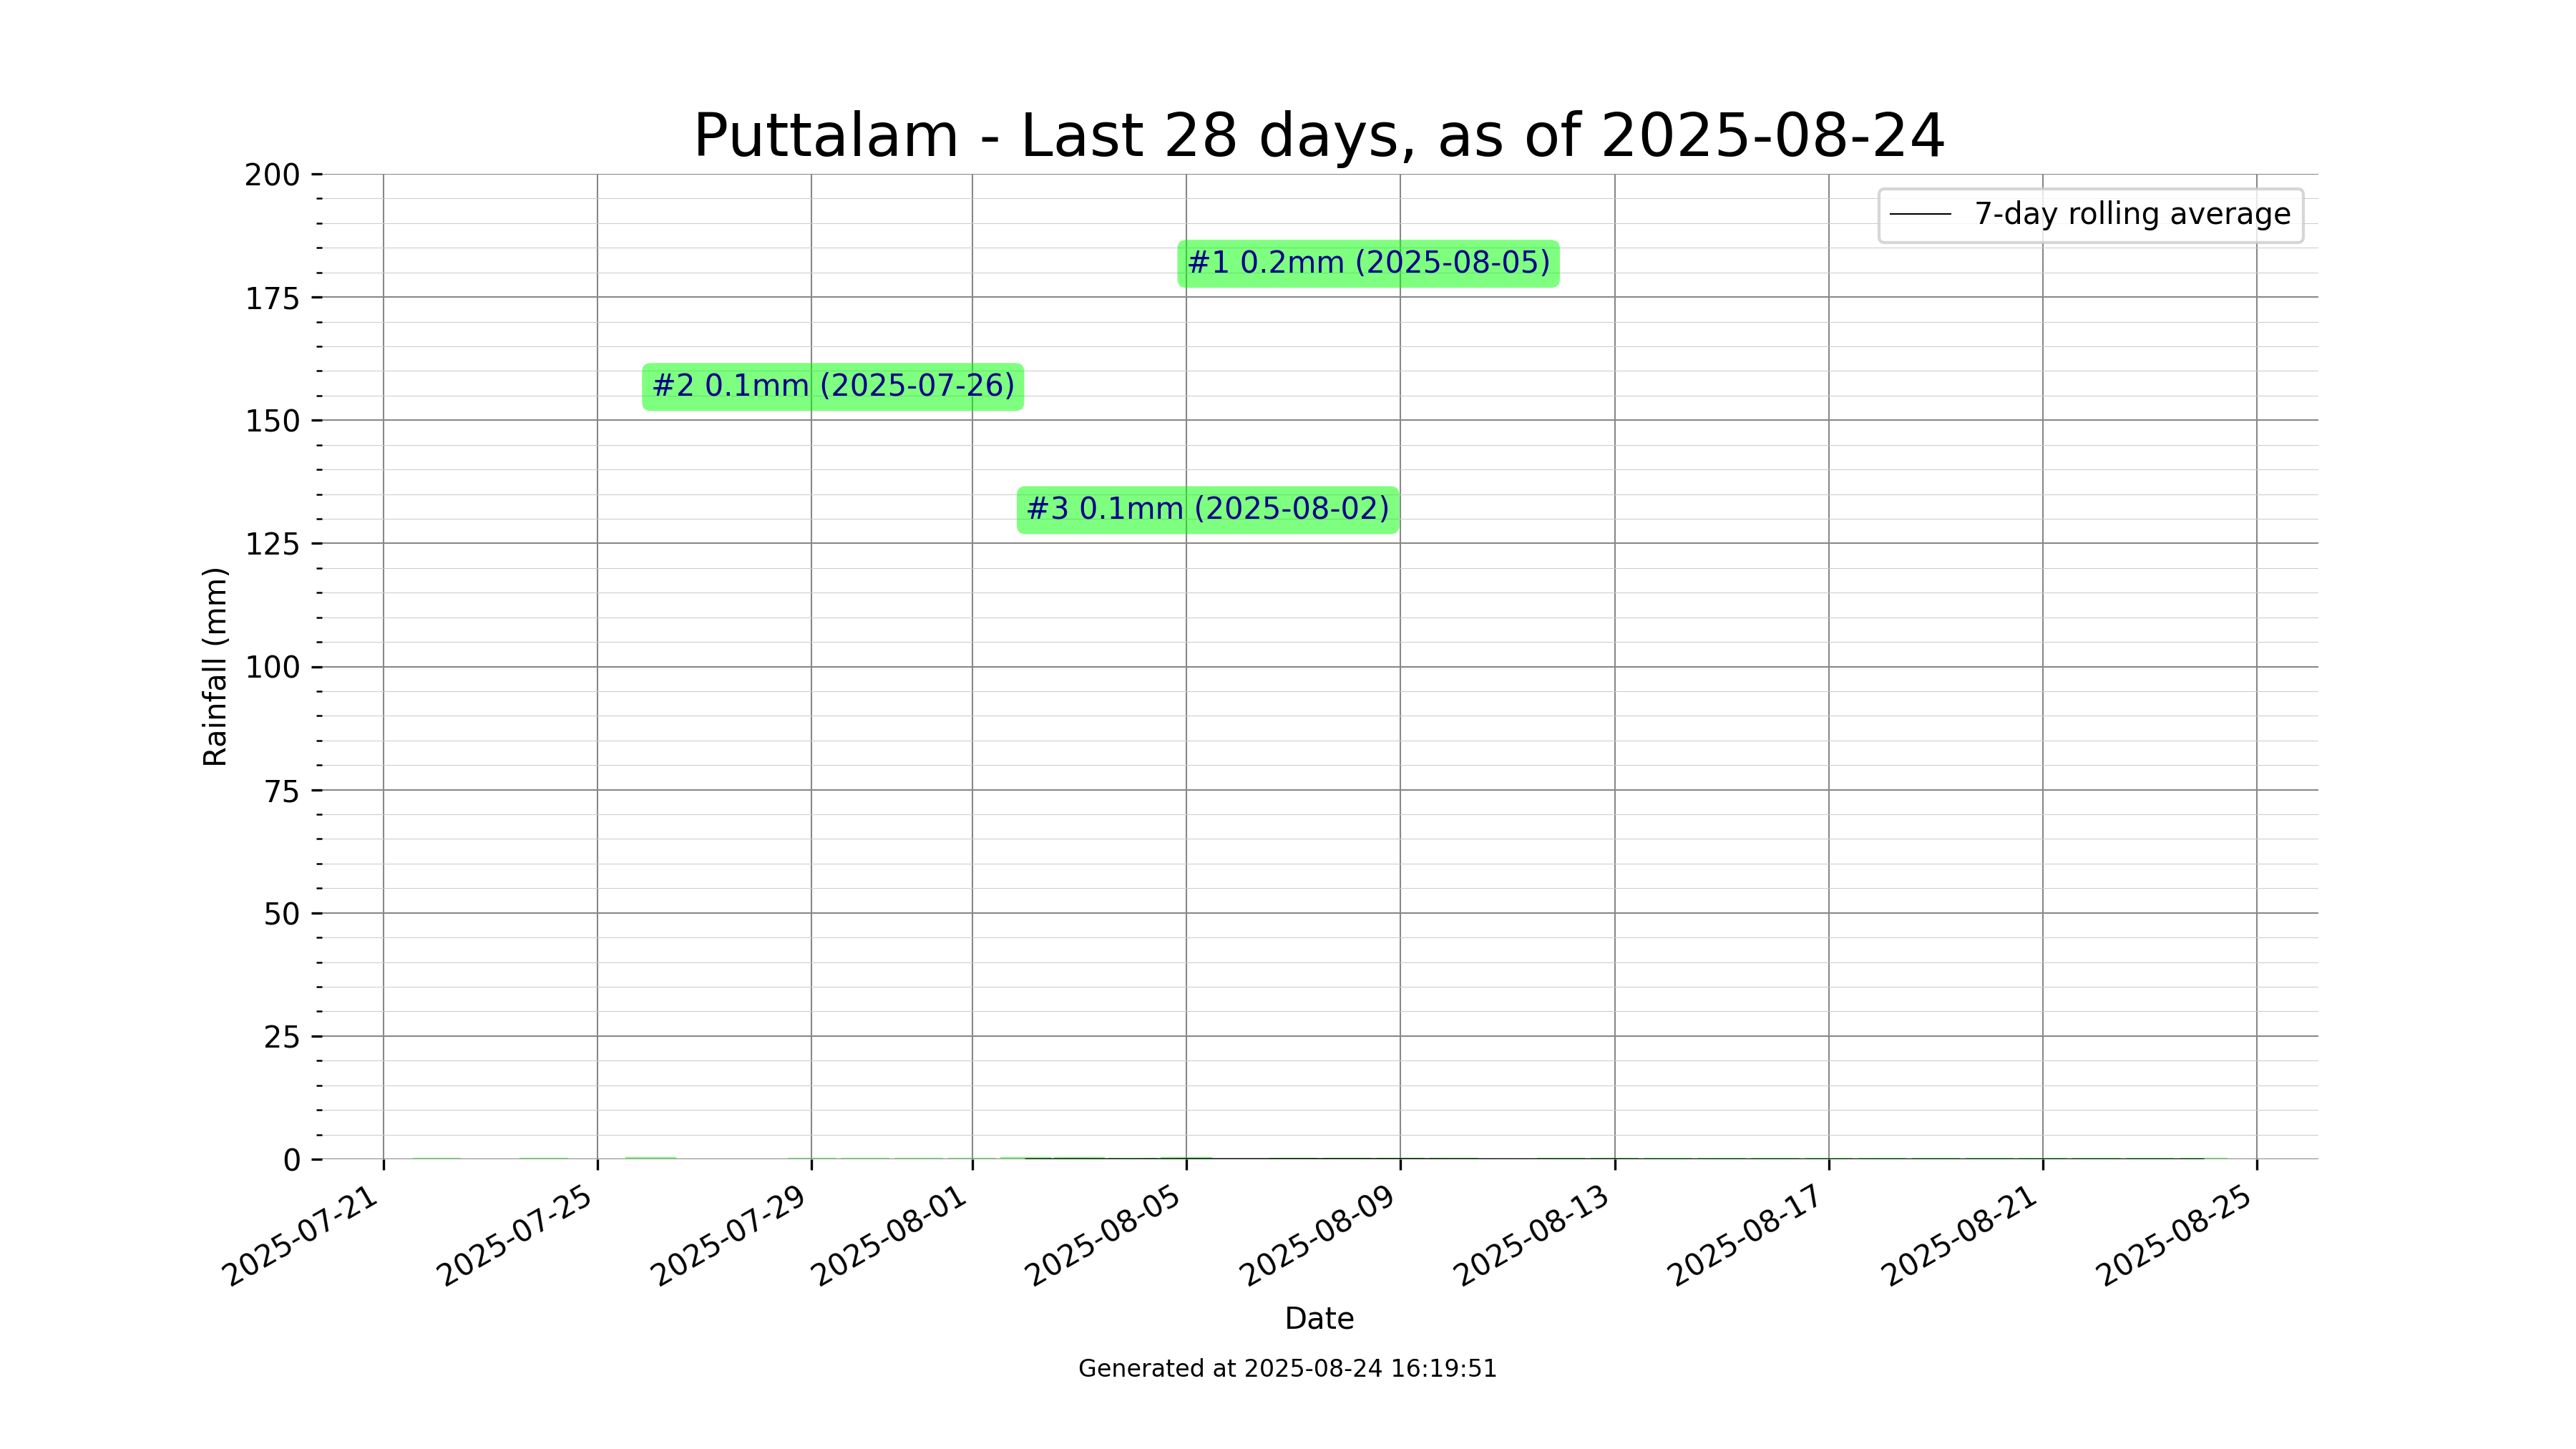 Puttalam - Last 28 days, as of 2025-08-24
200
175
150
125
100
75
50
25
0
Rainfall (mm)
7-day rolling average
#1 0.2mm (2025-08-05)
#2 0.1mm (2025-07-26)
#3 0.1mm (2025-08-02)
2025-07-21
2025-07-25
2025-07-29
2025-08-01
2025-08-05
2025-08-09
2025-08-13
2025-08-17
2025-08-21
2025-08-25
Date
Generated at 2025-08-24 16:19:51